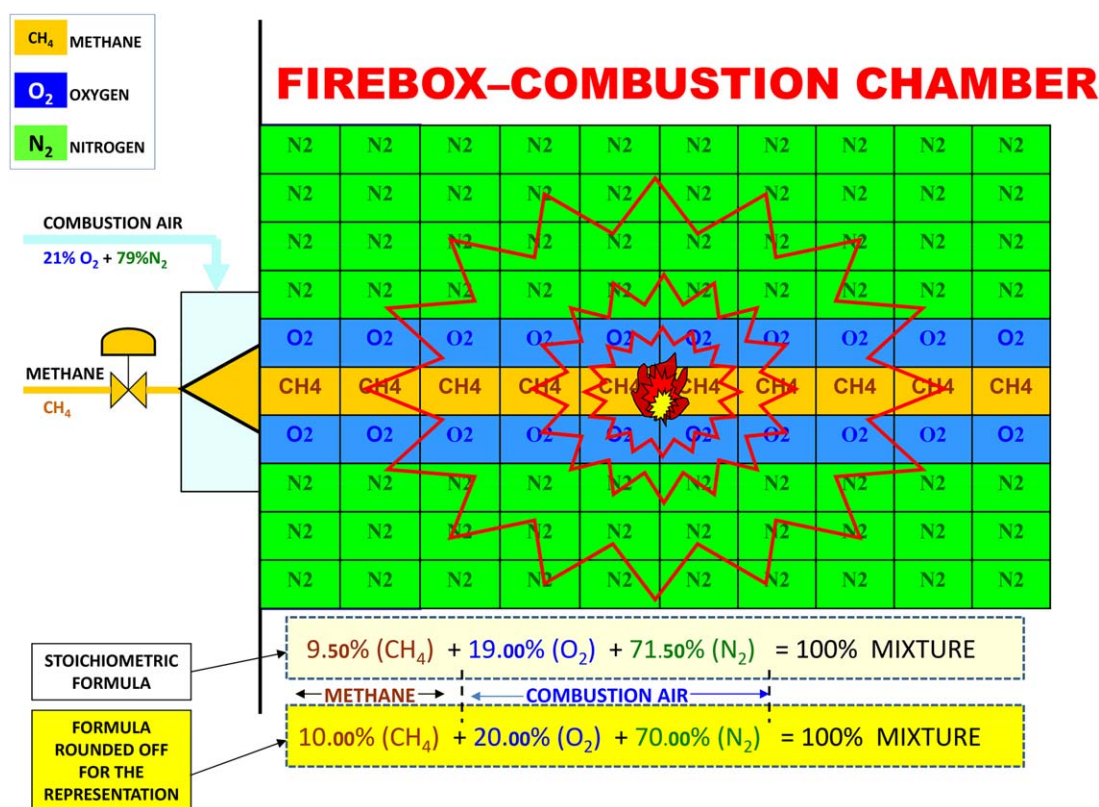 CH₄ METHANE
O₂ OXYGEN
N₂ NITROGEN
FIREBOX–COMBUSTION CHAMBER
COMBUSTION AIR
21% O₂ + 79%N₂
METHANE
CH₄
N2 N2 N2 N2 N2 N2 N2 N2 N2 N2
N2 N2 N2 N2 N2 N2 N2 N2 N2 N2
N2 N2 N2 N2 N2 N2 N2 N2 N2 N2
N2 N2 N2 N2 N2 N2 N2 N2 N2 N2
O2 O2 O2 O2 O2 O2 O2 O2 O2 O2
CH4 CH4 CH4 CH4 CH4 CH4 CH4 CH4 CH4 CH4
O2 O2 O2 O2 O2 O2 O2 O2 O2 O2
N2 N2 N2 N2 N2 N2 N2 N2 N2 N2
N2 N2 N2 N2 N2 N2 N2 N2 N2 N2
N2 N2 N2 N2 N2 N2 N2 N2 N2 N2
STOICHIOMETRIC
FORMULA
9.50% (CH₄) + 19.00% (O₂) + 71.50% (N₂) = 100% MIXTURE
METHANE COMBUSTION AIR
FORMULA
ROUNDED OFF
FOR THE
REPRESENTATION
10.00% (CH₄) + 20.00% (O₂) + 70.00% (N₂) = 100% MIXTURE